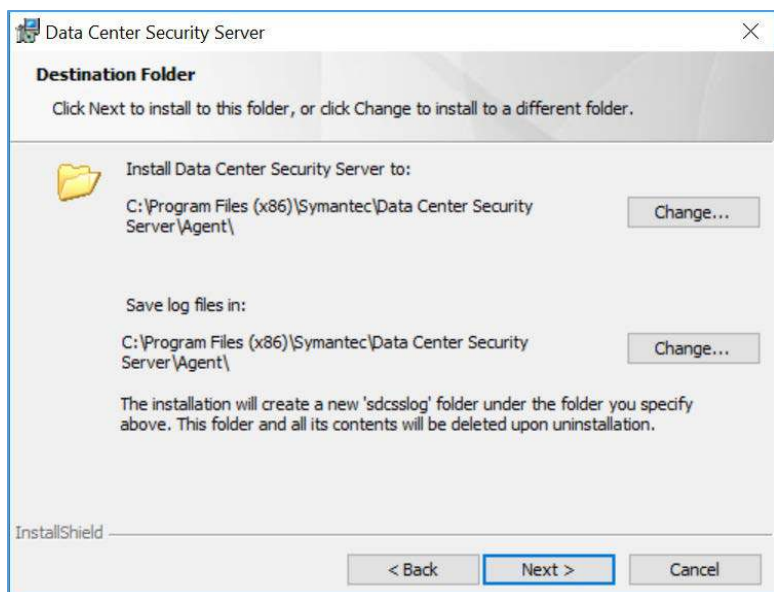 Data Center Security Server
Destination Folder
Click Next to install to this folder, or click Change to install to a different folder.
Install Data Center Security Server to:
C:\Program Files (x86)\Symantec\Data Center Security
Server\Agent\
Change...
Save log files in:
C:\Program Files (x86)\Symantec\Data Center Security
Server\Agent\
Change...
The installation will create a new 'sdcsslog' folder under the folder you specify
above. This folder and all its contents will be deleted upon uninstallation.
InstallShield
< Back
Next >
Cancel